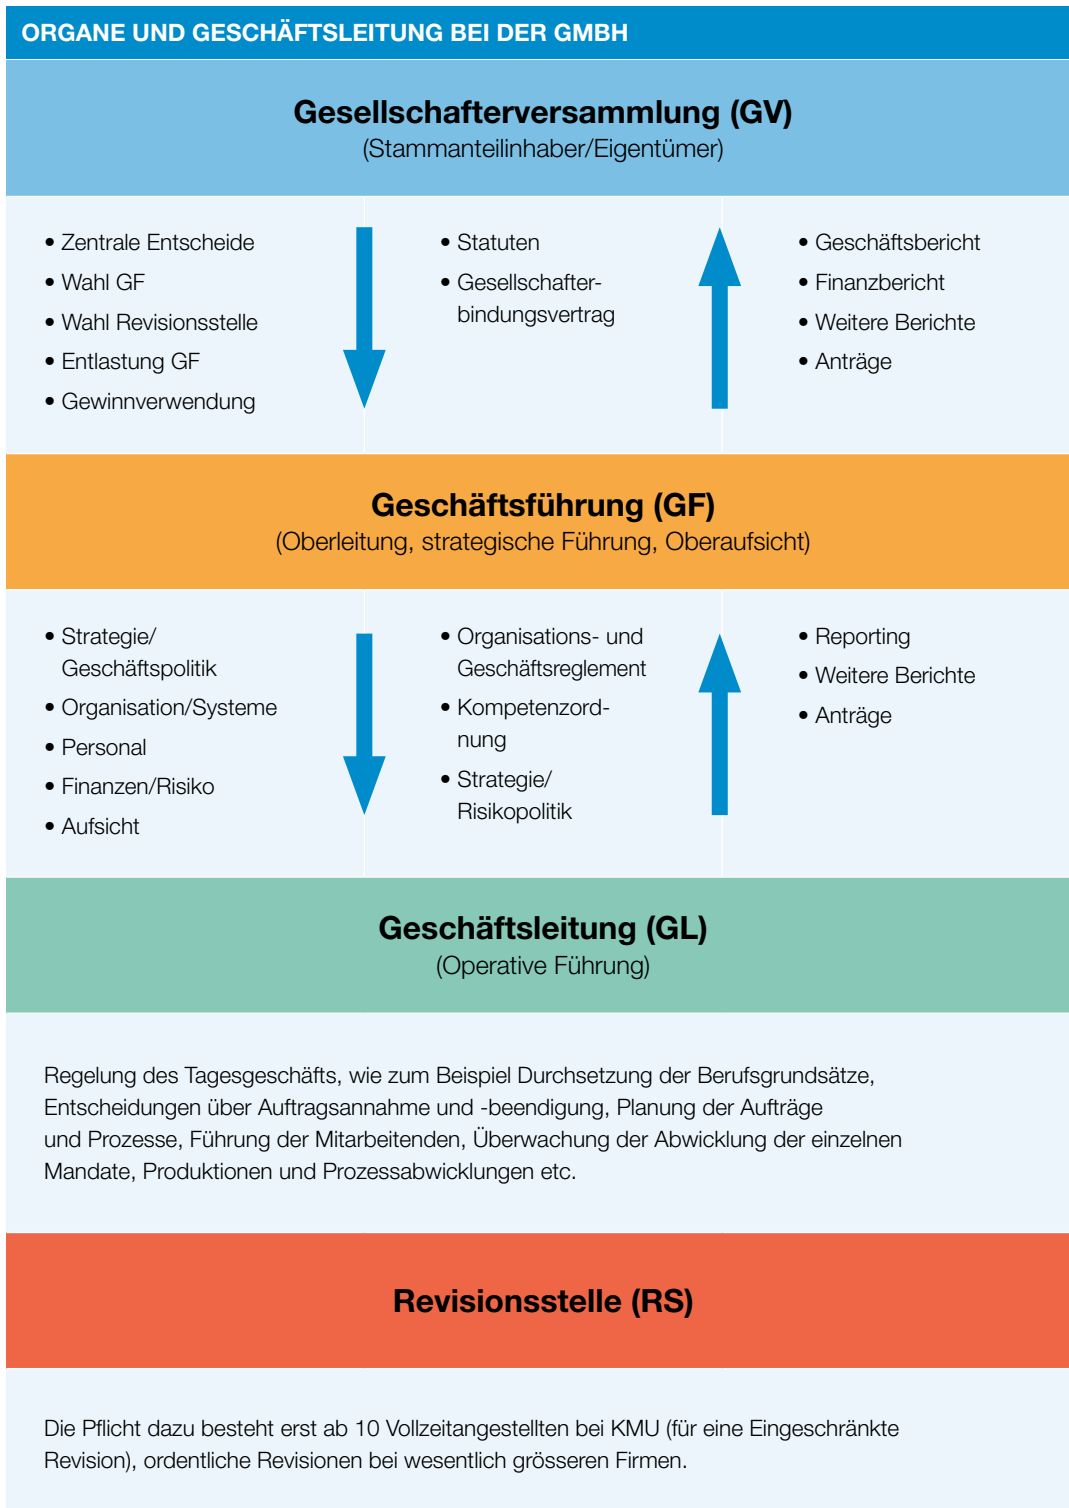 ORGANE UND GESCHÄFTSLEITUNG BEI DER GMBH
Gesellschafterversammlung (GV)
(Stammanteilinhaber/Eigentümer)
• Zentrale Entscheide
• Wahl GF
• Wahl Revisionsstelle
• Entlastung GF
• Gewinnverwendung
• Statuten
• Gesellschafter-
bindungsvertrag
• Geschäftsbericht
• Finanzbericht
• Weitere Berichte
• Anträge
Geschäftsführung (GF)
(Oberleitung, strategische Führung, Oberaufsicht)
• Strategie/
Geschäftspolitik
• Organisation/Systeme
• Personal
• Finanzen/Risiko
• Aufsicht
• Organisations- und
Geschäftsreglement
• Kompetenzord-
nung
• Strategie/
Risikopolitik
• Reporting
• Weitere Berichte
• Anträge
Geschäftsleitung (GL)
(Operative Führung)
Regelung des Tagesgeschäfts, wie zum Beispiel Durchsetzung der Berufsgrundsätze,
Entscheidungen über Auftragsannahme und -beendigung, Planung der Aufträge
und Prozesse, Führung der Mitarbeitenden, Überwachung der Abwicklung der einzelnen
Mandate, Produktionen und Prozessabwicklungen etc.
Revisionsstelle (RS)
Die Pflicht dazu besteht erst ab 10 Vollzeitangestellten bei KMU (für eine Eingeschränkte
Revision), ordentliche Revisionen bei wesentlich grösseren Firmen.